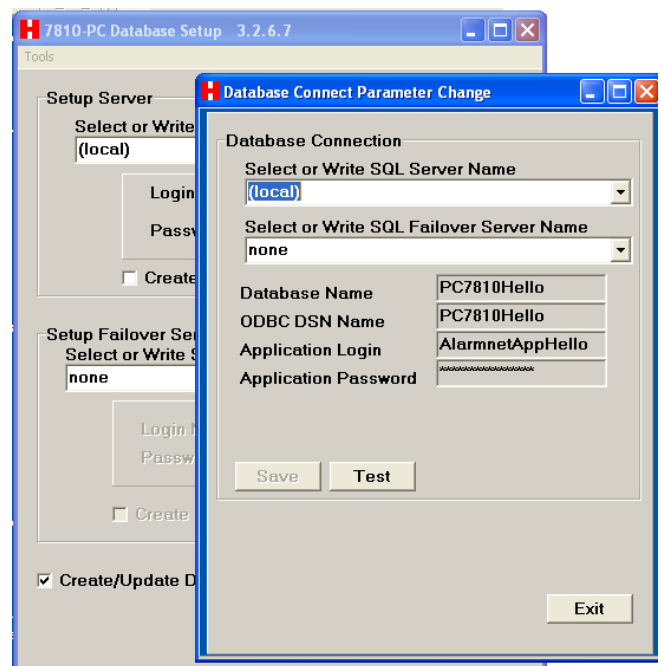 7810-PC Database Setup 3.2.6.7
Tools
Setup Server
Select or Write
(local)
Login
Create
Database Connect Parameter Change
Database Connection
Select or Write SQL Server Name
(local)
Select or Write SQL Failover Server Name
none
Database Name PC7810Hello
ODBC DSN Name PC7810Hello
Application Login AlarmnetAppHello
Application Password ****************
Save Test
Exit
Setup Failover Ser
Select or Write S
none
Login
Create
Create/Update D